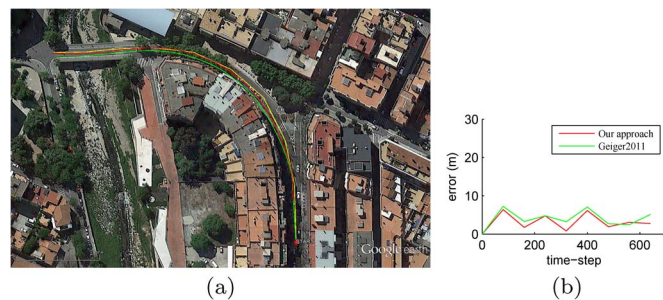 Google earth
Our approach
Geiger2011
30
20
10
0
0
200
400
600
error (m)
time-step
(a)
(b)